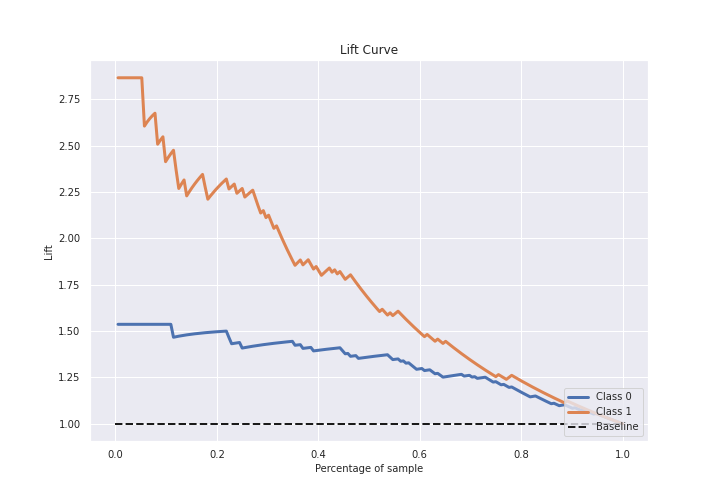 Lift Curve
Lift
2.75
2.50
2.25
2.00
1.75
1.50
1.25
1.00
0.0 0.2 0.4 0.6 0.8 1.0
Percentage of sample
Class 0
Class 1
Baseline